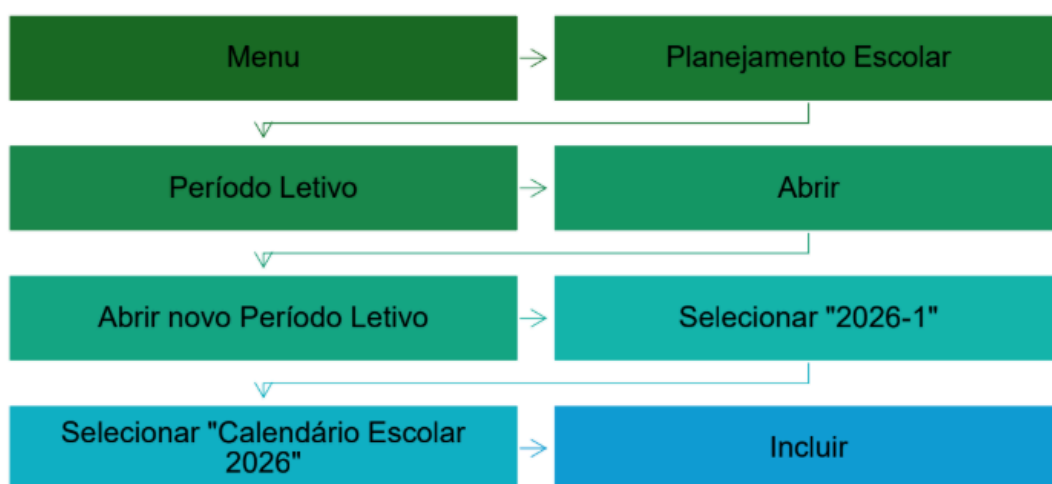 Menu
Planejamento Escolar
Período Letivo
Abrir
Abrir novo Período Letivo
Selecionar "2026-1"
Selecionar "Calendário Escolar
2026"
Incluir